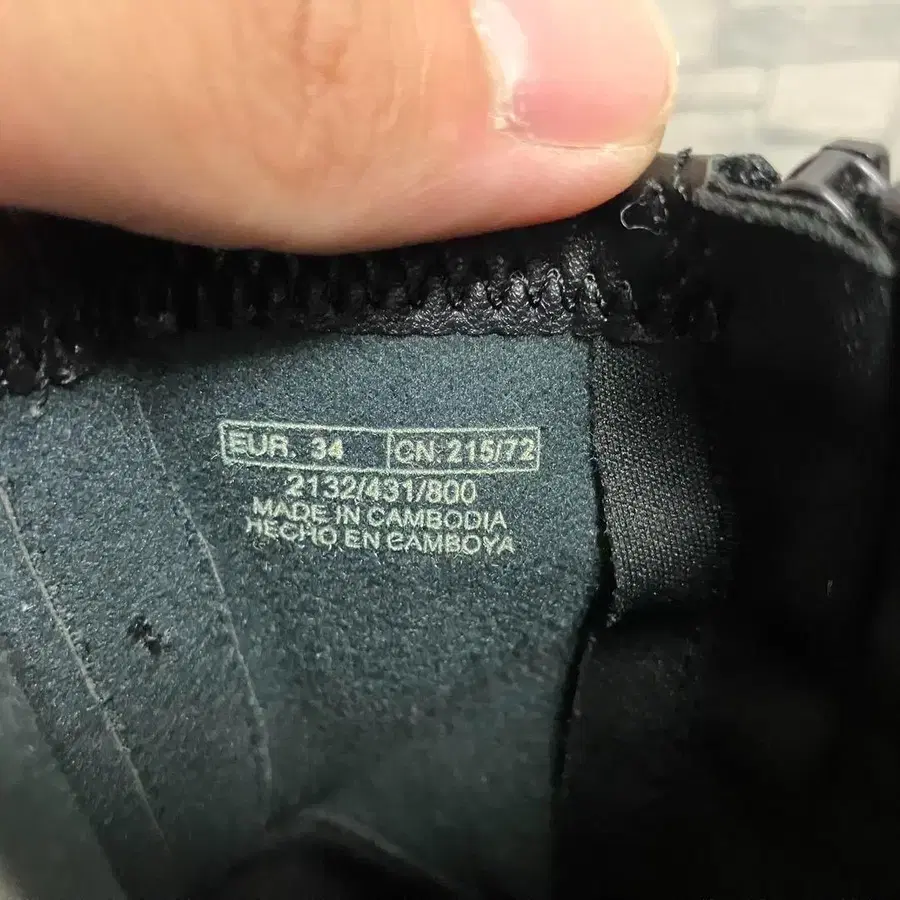 EUR. 34 CN: 215/72
2132/431/800
MADE IN CAMBODIA
HECHO EN CAMBOYA